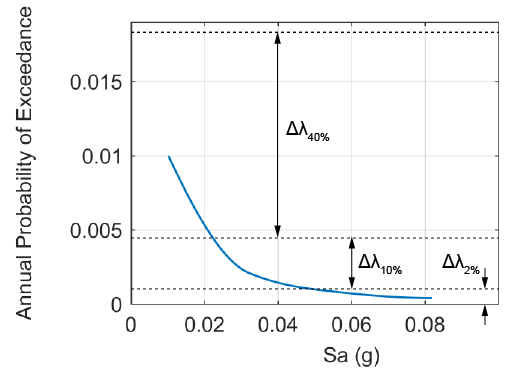 Annual Probability of Exceedance
0.015
0.01
0.005
0
Δλ40%
Δλ10%
Δλ2%
0
0.02
0.04
0.06
0.08
Sa (g)